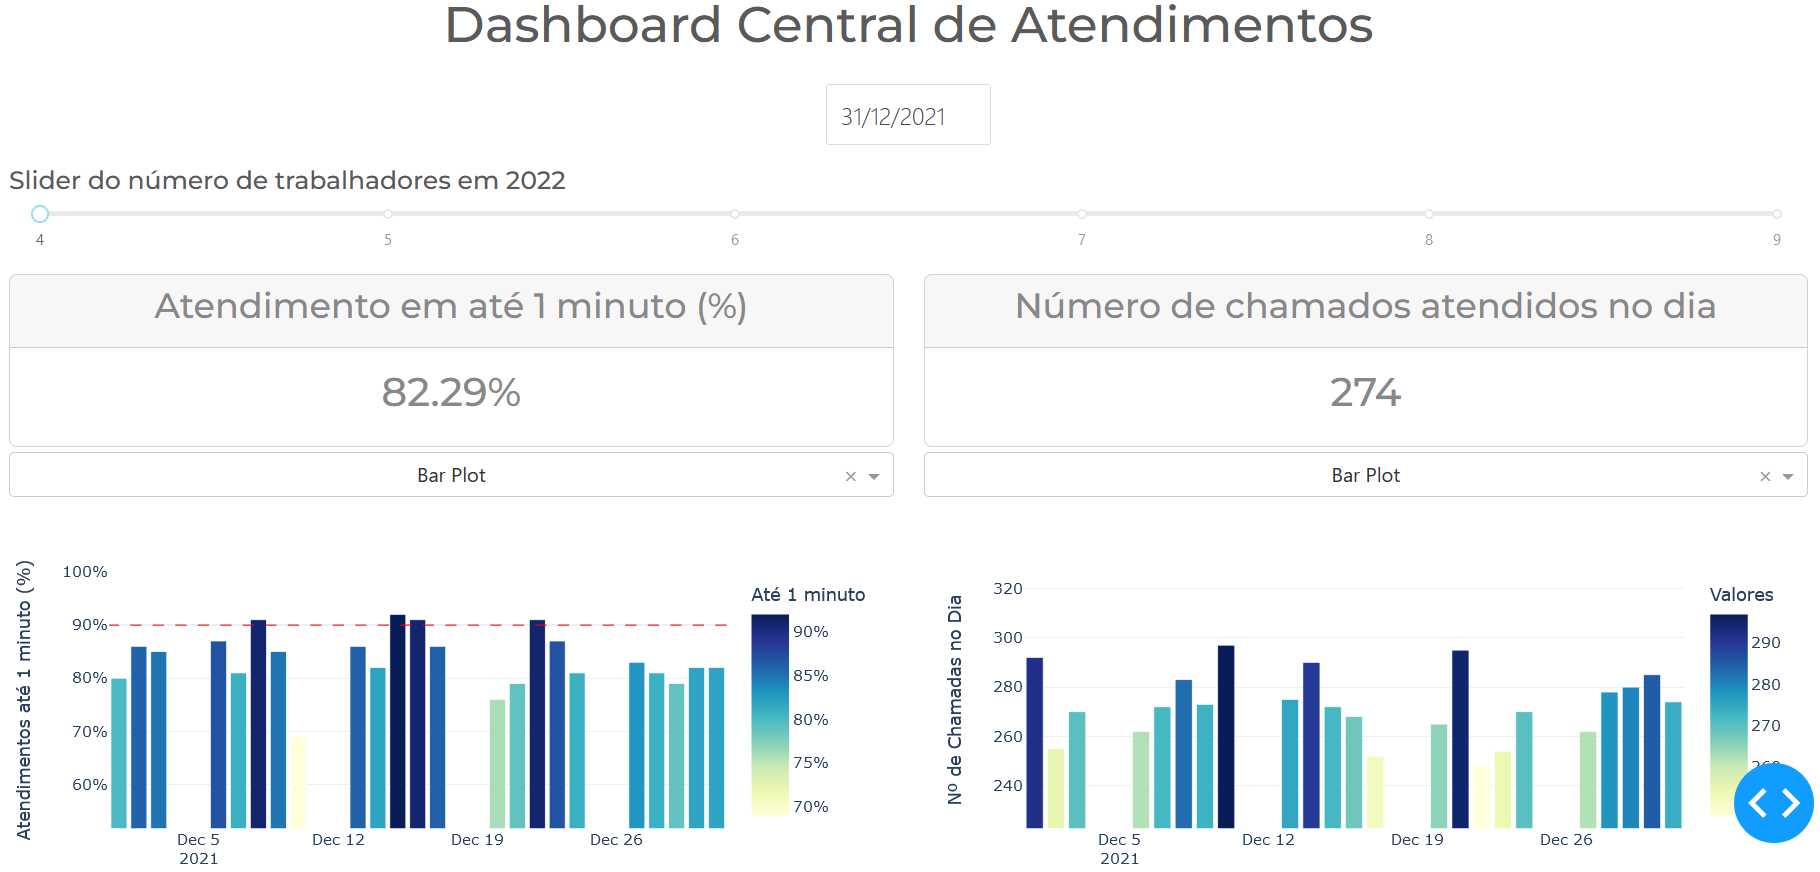 Dashboard Central de Atendimentos
31/12/2021
Slider do número de trabalhadores em 2022
4 5 6 7 8 9
Atendimento em até 1 minuto (%)
82.29%
Bar Plot × 
Número de chamados atendidos no dia
274
Bar Plot ×
Atendimentos até 1 minuto (%)
100%
90%
80%
70%
60%
Dec 5 Dec 12 Dec 19 Dec 26
2021
Até 1 minuto
90%
85%
80%
75%
70%
Nº de Chamadas no Dia
320
300
280
260
240
Dec 5 Dec 12 Dec 19 Dec 26
2021
Valores
290
280
270
260